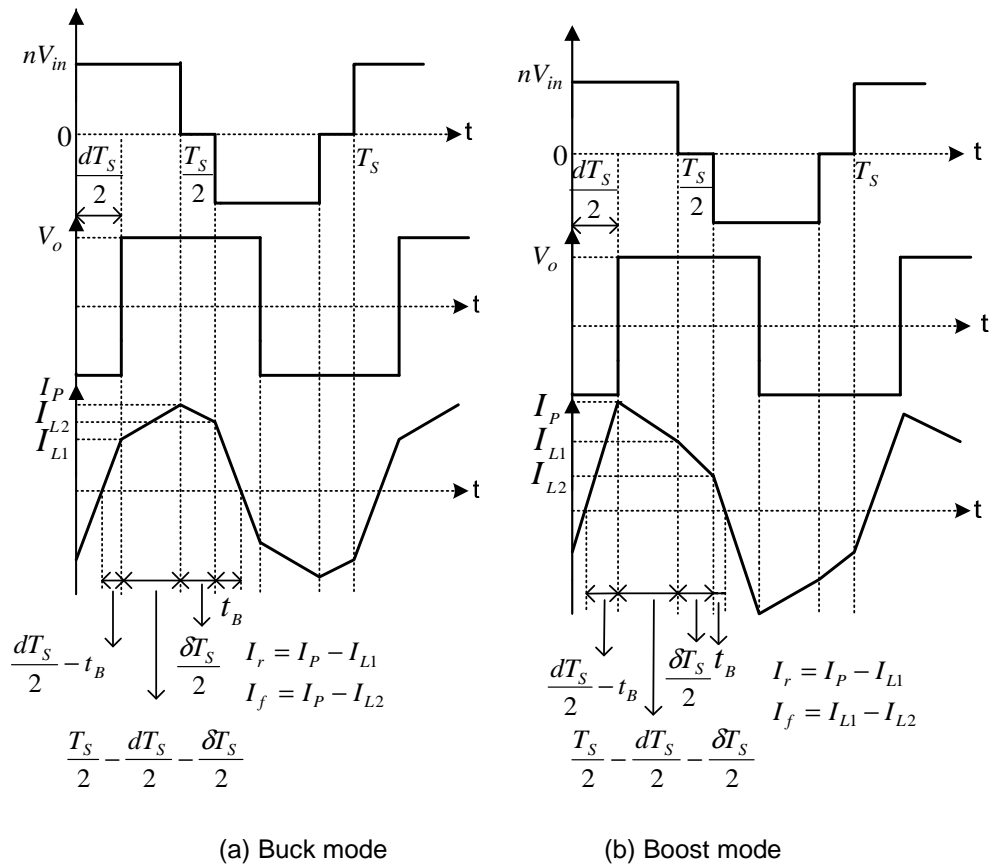 nV_in
0
t
dT_S/2
T_S/2
T_S
V_o
t
I_P
I_L2
I_L1
t
t_B
dT_S/2 − t_B
δT_S/2
I_r = I_P − I_L1
I_f = I_P − I_L2
T_S/2 − dT_S/2 − δT_S/2
(a) Buck mode
nV_in
0
t
dT_S/2
T_S/2
T_S
V_o
t
I_P
I_L1
I_L2
t
dT_S/2 − t_B
δT_S/2
t_B
I_r = I_P − I_L1
I_f = I_L1 − I_L2
T_S/2 − dT_S/2 − δT_S/2
(b) Boost mode